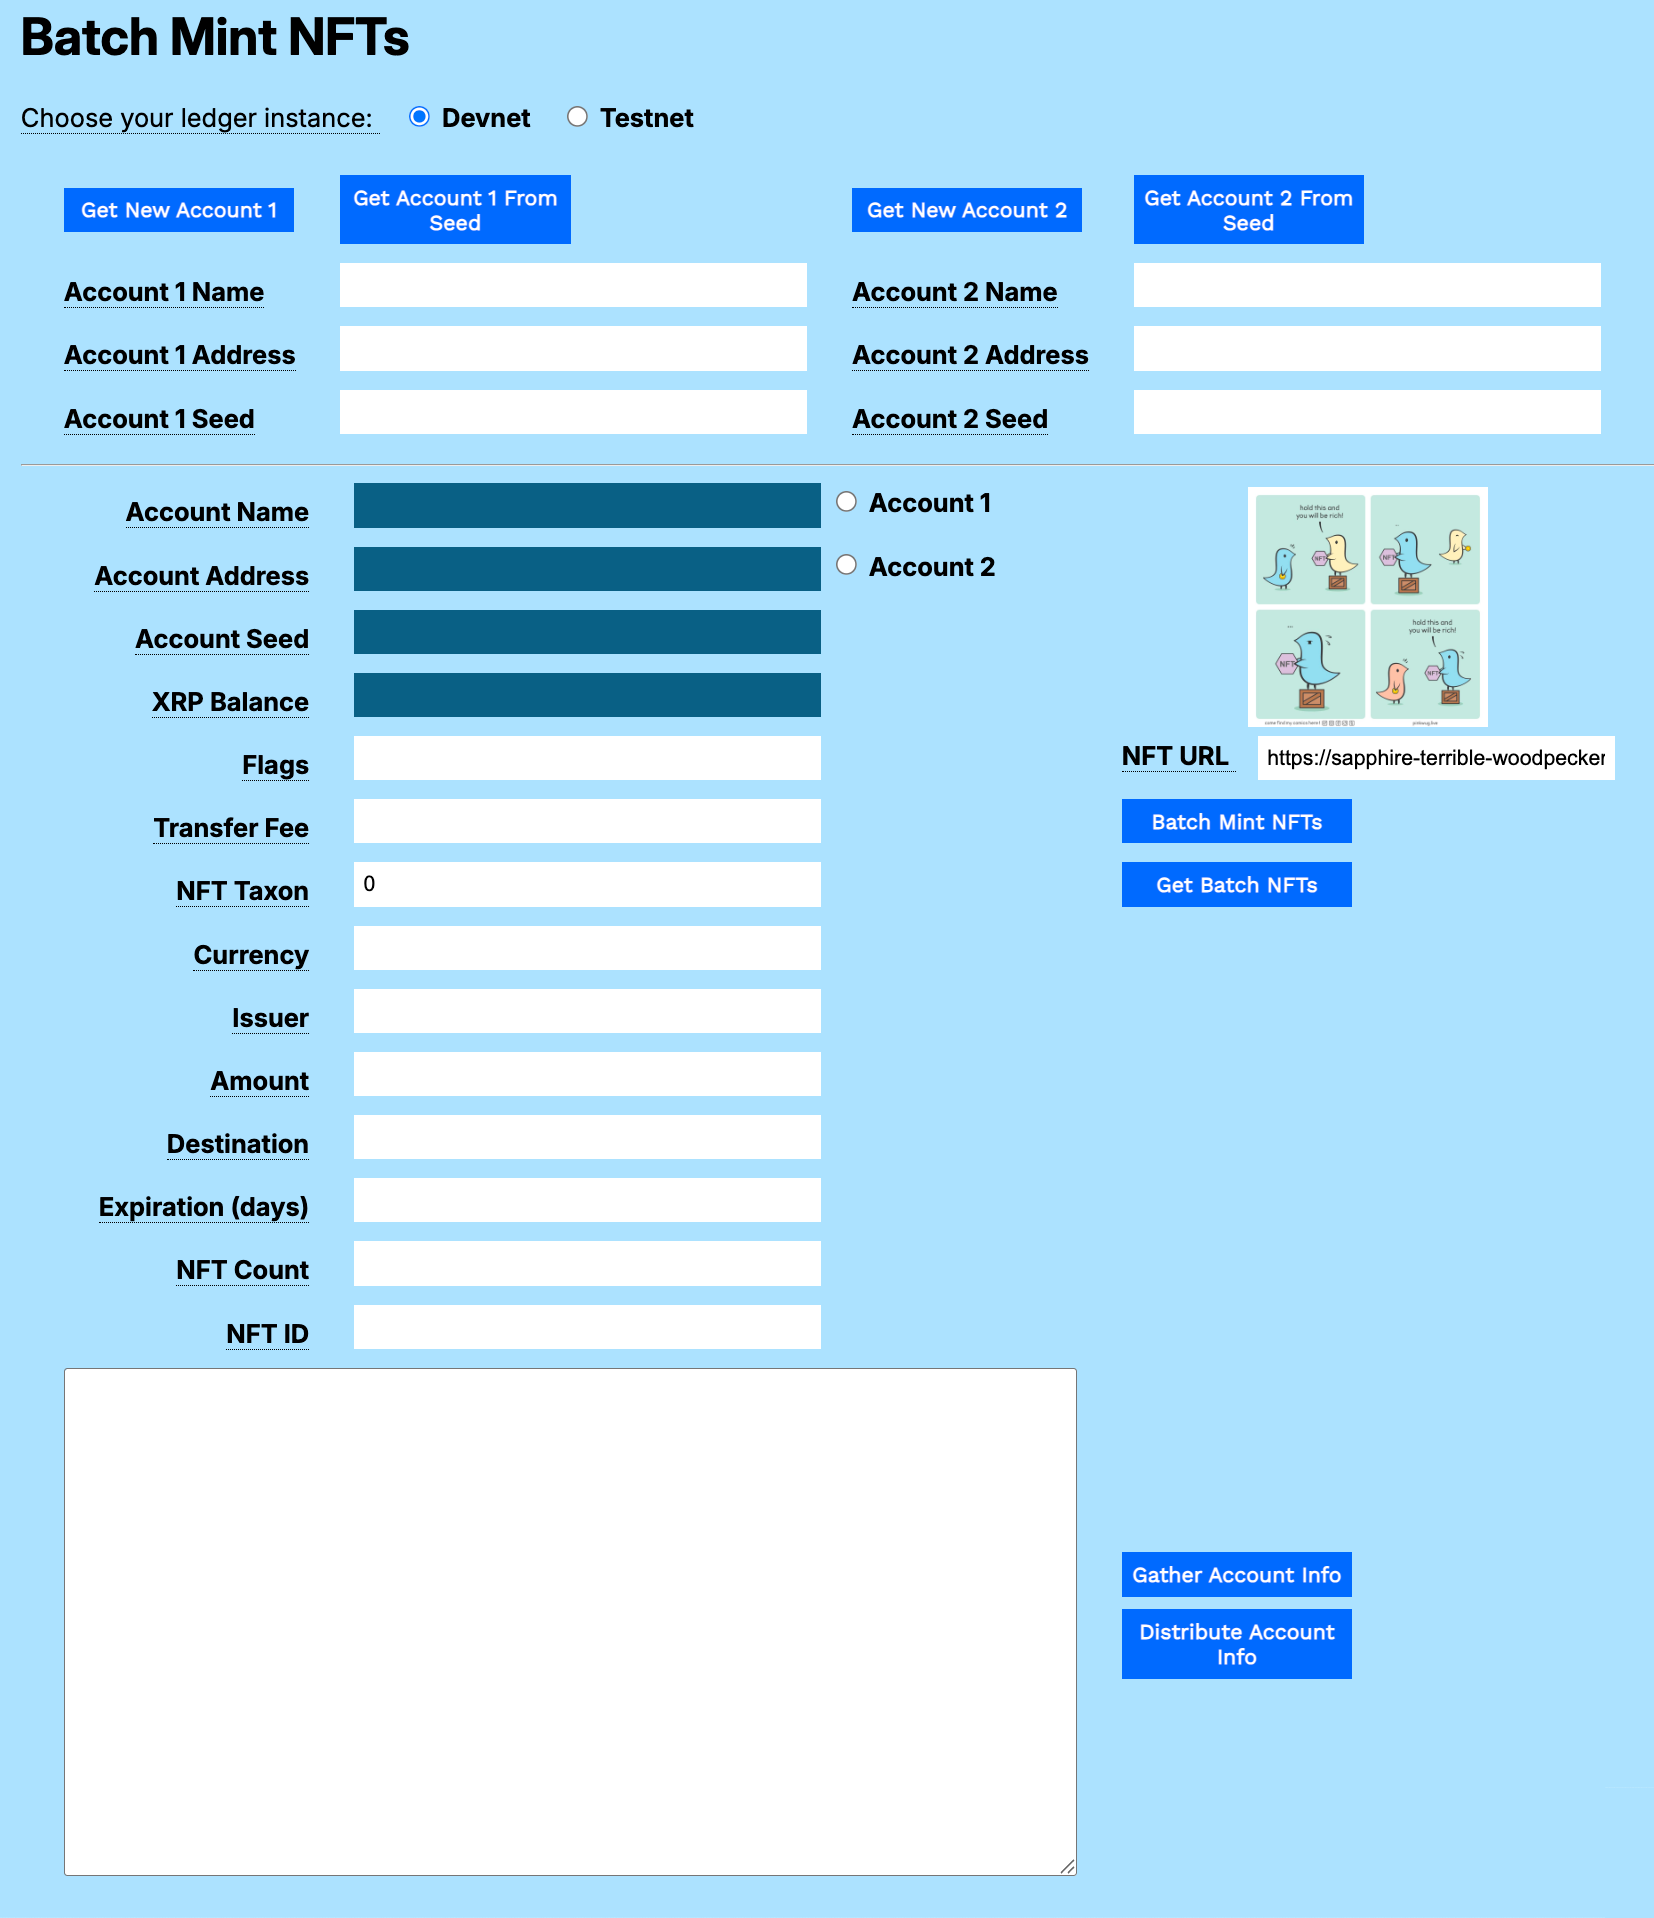 Batch Mint NFTs
Choose your ledger instance: Devnet Testnet
Get New Account 1
Get Account 1 From
Seed
Get New Account 2
Get Account 2 From
Seed
Account 1 Name
Account 2 Name
Account 1 Address
Account 2 Address
Account 1 Seed
Account 2 Seed
Account Name
Account 1
Account Address
Account 2
Account Seed
XRP Balance
hold this and
you will be rich!
NFT
...
NFT
...
NFT
hold this and
you will be rich!
NFT
Flags
NFT URL
https://sapphire-terrible-woodpecker
Transfer Fee
Batch Mint NFTs
NFT Taxon
0
Get Batch NFTs
Currency
Issuer
Amount
Destination
Expiration (days)
NFT Count
NFT ID
Gather Account Info
Distribute Account
Info